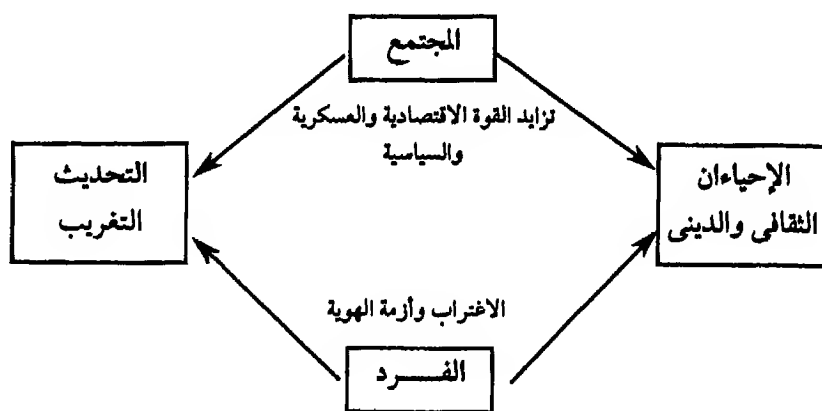 المجتمع
تزايد القوة الاقتصادية والعسكرية
والسياسية
الإحياءان
الثقافى والدينى
التحديث
التغريب
الاغتراب وأزمة الهوية
الفـــــرد